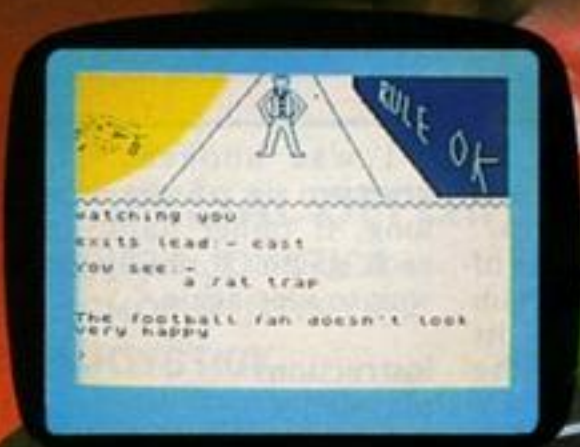 RULE OK
watching you
exits lead:- east
You see:-
a rat trap
The football fan doesn't look
very happy
>